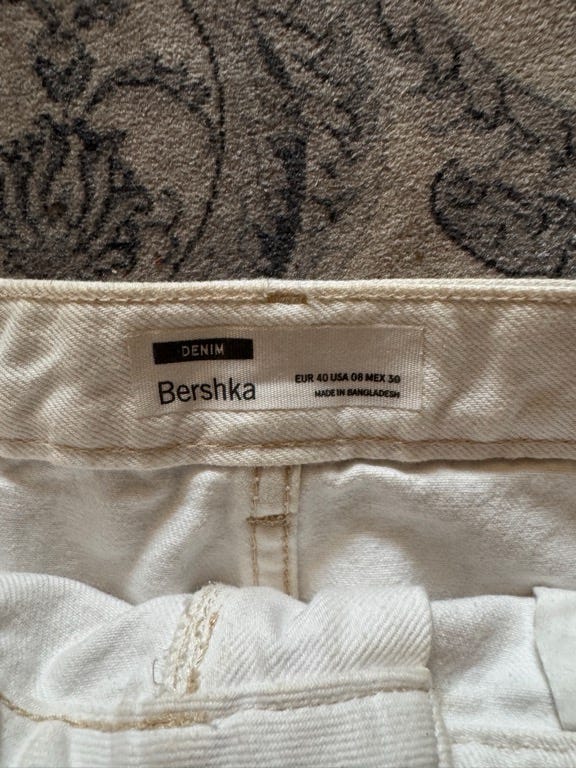 DENIM
Bershka
EUR 40 USA 08 MEX 30
MADE IN BANGLADESH